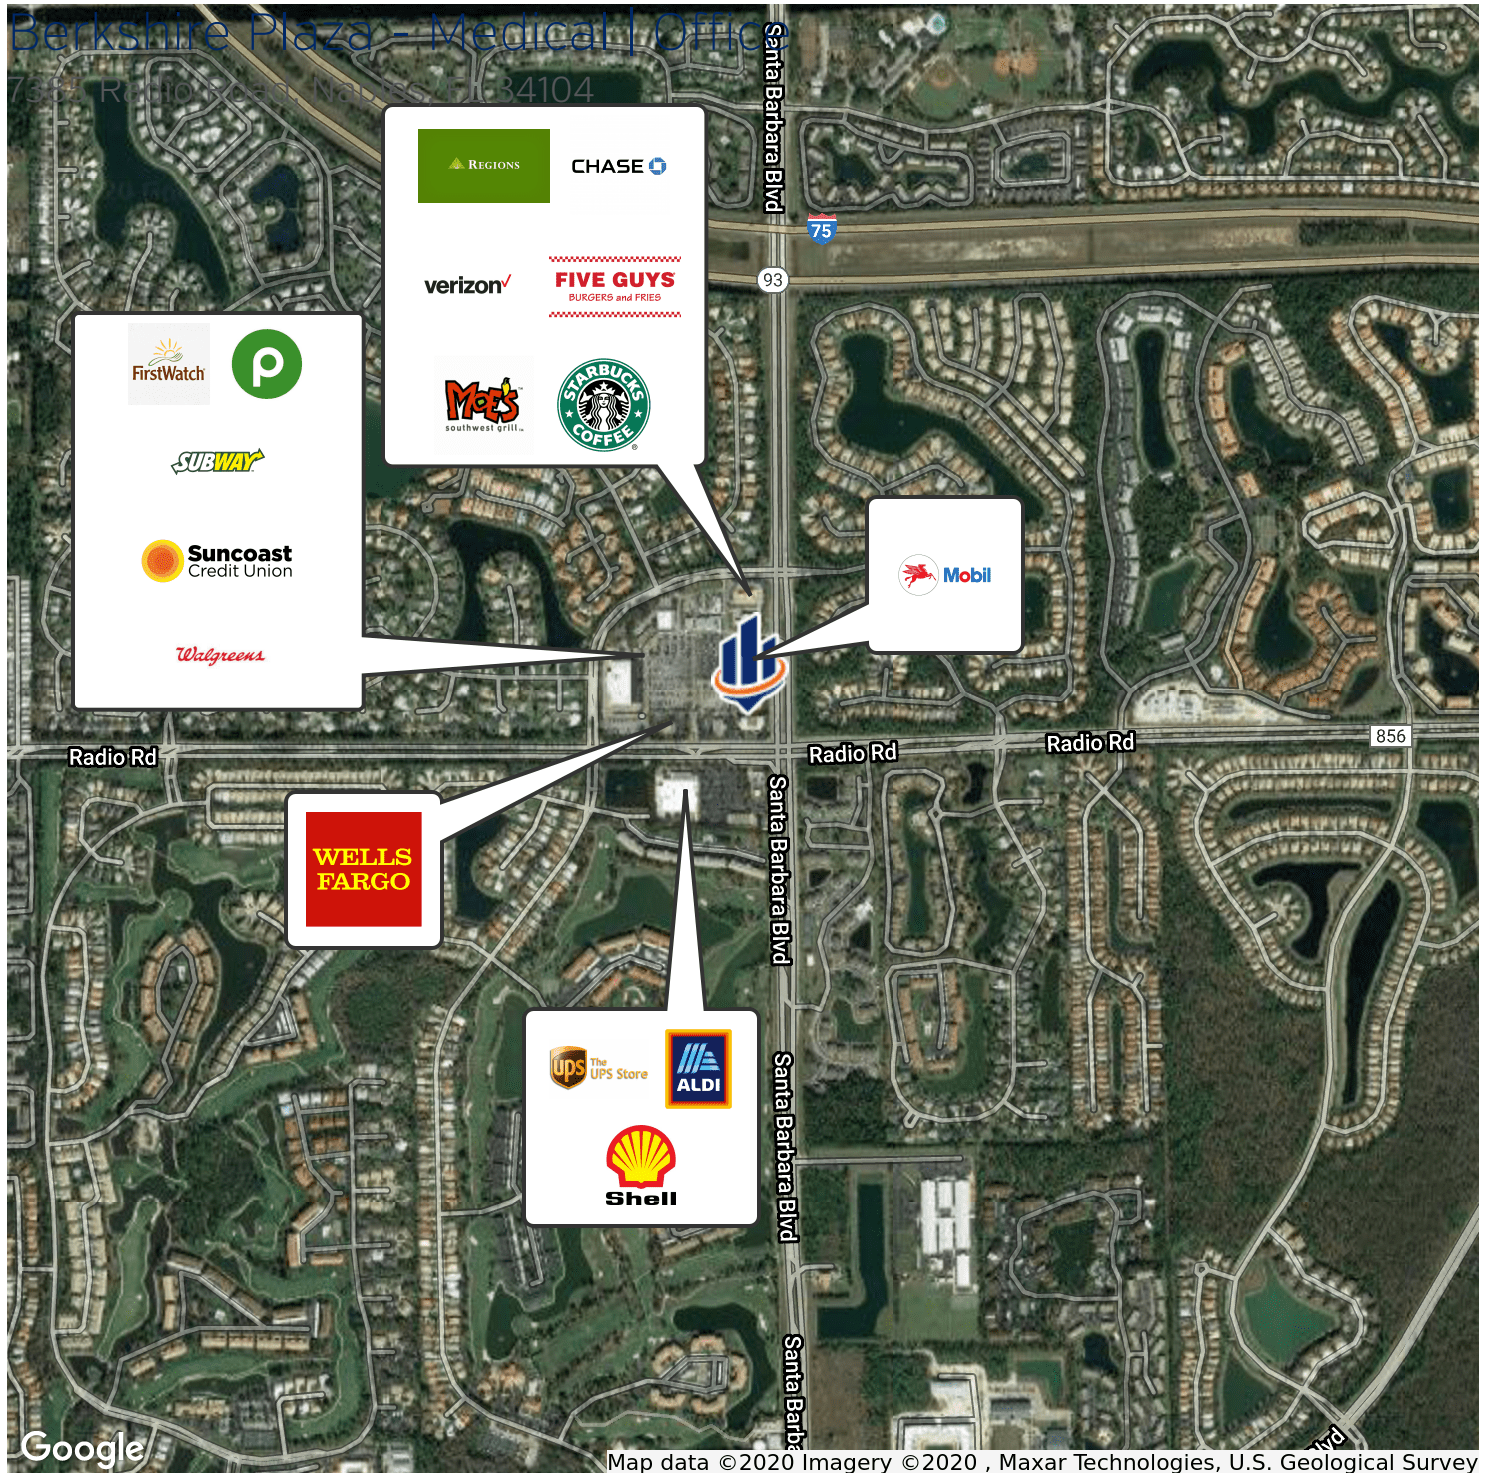 Berkshire Plaza - Medical | Office
Radio Road, Naples, FL 34104
Santa Barbara Blvd
REGIONS
CHASE
75
93
verizon
FIVE GUYS
BURGERS and FRIES
MOE'S
southwest grill™
STARBUCKS
COFFEE
®
FirstWatch
p
SUBWAY
Suncoast
Credit Union
Walgreens
Mobil
Radio Rd
Radio Rd
Radio Rd
856
Santa Barbara Blvd
WELLS
FARGO
ups
The
UPS Store
ALDI
Shell
Santa Barbara Blvd
Santa Barba
lvd
Google
Map data ©2020 Imagery ©2020 , Maxar Technologies, U.S. Geological Survey